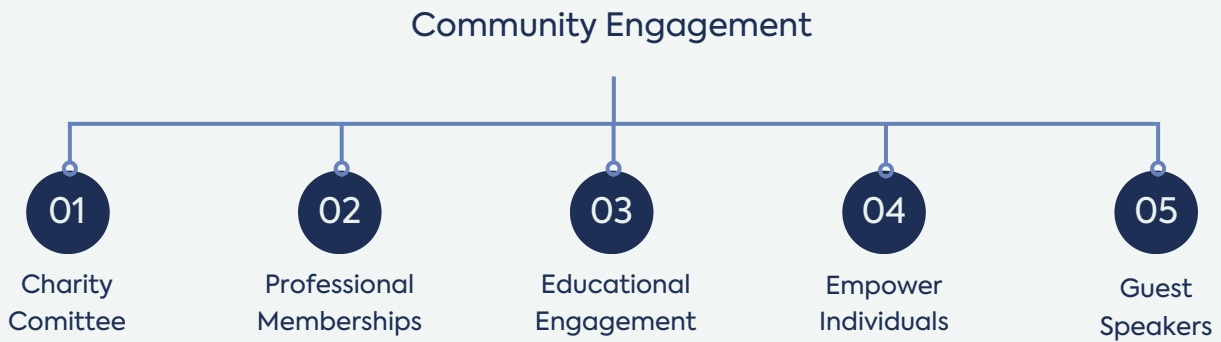 Community Engagement
01
02
03
04
05
Charity
Comittee
Professional
Memberships
Educational
Engagement
Empower
Individuals
Guest
Speakers